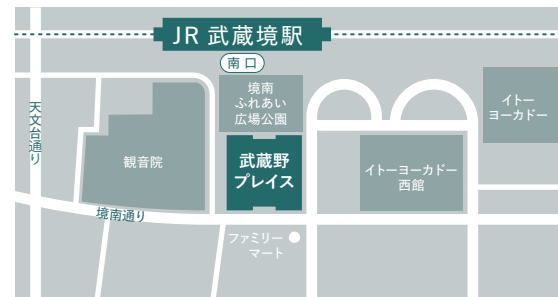 JR 武蔵境駅
南口
境南
ふれあい
広場公園
イトー
ヨーカドー
天文台通り
観音院
武蔵野
プレイス
イトーヨーカドー
西館
境南通り
ファミリー
マート